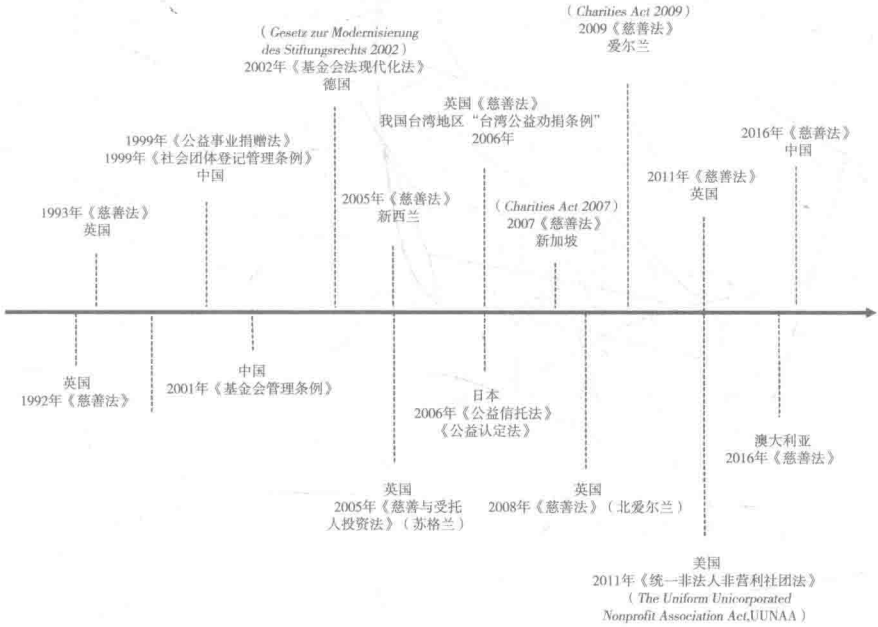 ( Charities Act 2009 )
2009《慈善法》
爱尔兰
( Gesetz zur Modernisierung
des Stiftungsrechts 2002 )
2002年《基金会法现代化法》
德国
英国《慈善法》
我国台湾地区“台湾公益劝捐条例”
2006年
2016年《慈善法》
中国
1999年《公益事业捐赠法》
1999年《社会团体登记管理条例》
中国
2011年《慈善法》
英国
2005年《慈善法》
新西兰
( Charities Act 2007 )
2007《慈善法》
新加坡
1993年《慈善法》
英国
英国
1992年《慈善法》
中国
2001年《基金会管理条例》
日本
2006年《公益信托法》
《公益认定法》
澳大利亚
2016年《慈善法》
英国
2005年《慈善与受托
人投资法》（苏格兰）
英国
2008年《慈善法》（北爱尔兰）
美国
2011年《统一非法人非营利社团法》
( The Uniform Unicorporated
Nonprofit Association Act,UUNAA )